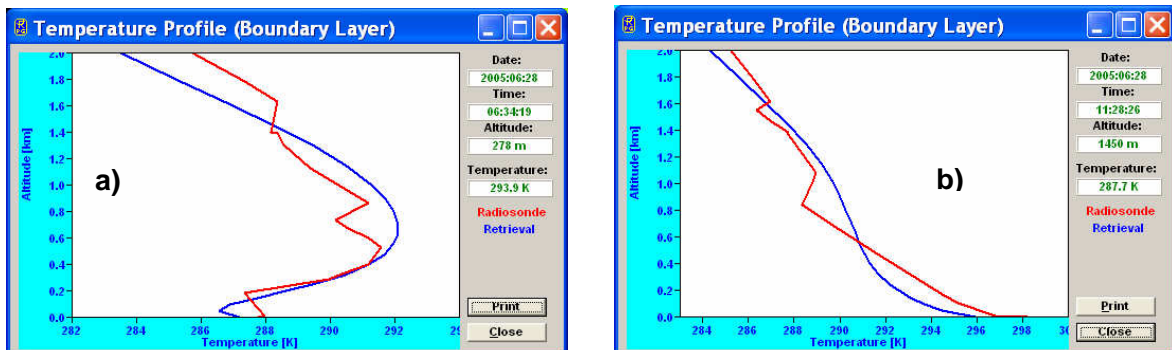 Temperature Profile (Boundary Layer)
2.0
1.8
1.6
1.4
1.2
1.0
0.8
0.6
0.4
0.2
0.0
Altitude [km]
a)
282
284
286
288
290
292
29
Temperature [K]
Date:
2005:06:28
Time:
06:34:19
Altitude:
278 m
Temperature:
293.9 K
Radiosonde
Retrieval
Print
Close
Temperature Profile (Boundary Layer)
2.0
1.8
1.6
1.4
1.2
1.0
0.8
0.6
0.4
0.2
0.0
Altitude [km]
b)
284
286
288
290
292
294
296
298
30
Temperature [K]
Date:
2005:06:28
Time:
11:28:26
Altitude:
1450 m
Temperature:
287.7 K
Radiosonde
Retrieval
Print
Close